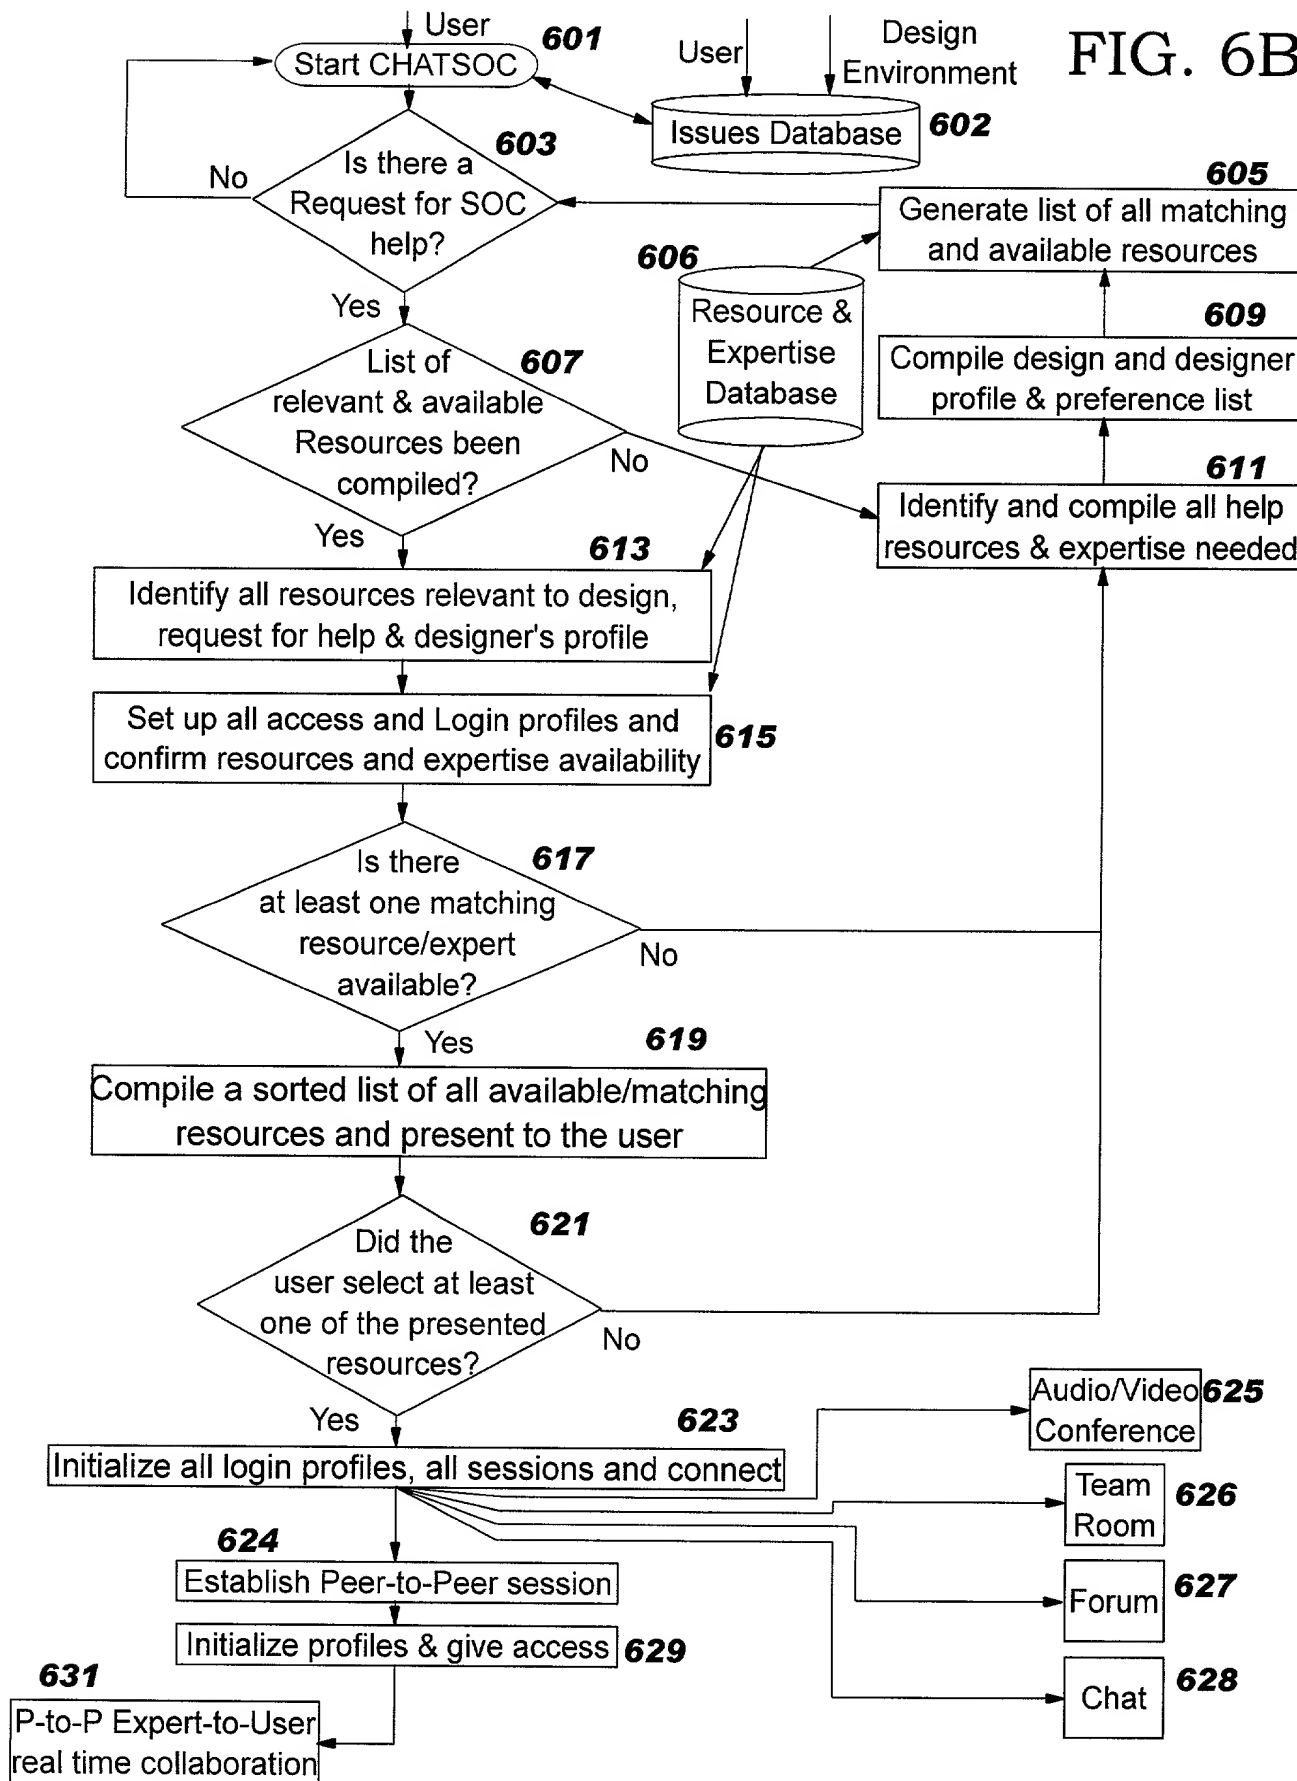 User
601
Start CHATSOC
User
Design
Environment
FIG. 6B
Issues Database
602
603
Is there a
Request for SOC
help?
No
Yes
605
Generate list of all matching
and available resources
606
Resource &
Expertise
Database
609
Compile design and designer
profile & preference list
607
List of
relevant & available
Resources been
compiled?
No
Yes
611
Identify and compile all help
resources & expertise needed
613
Identify all resources relevant to design,
request for help & designer's profile
Set up all access and Login profiles and
confirm resources and expertise availability
615
617
Is there
at least one matching
resource/expert
available?
No
Yes
619
Compile a sorted list of all available/matching
resources and present to the user
621
Did the
user select at least
one of the presented
resources?
No
Yes
623
Initialize all login profiles, all sessions and connect
Audio/Video
Conference
625
Team
Room
626
Forum
627
Chat
628
624
Establish Peer-to-Peer session
Initialize profiles & give access
629
631
P-to-P Expert-to-User
real time collaboration